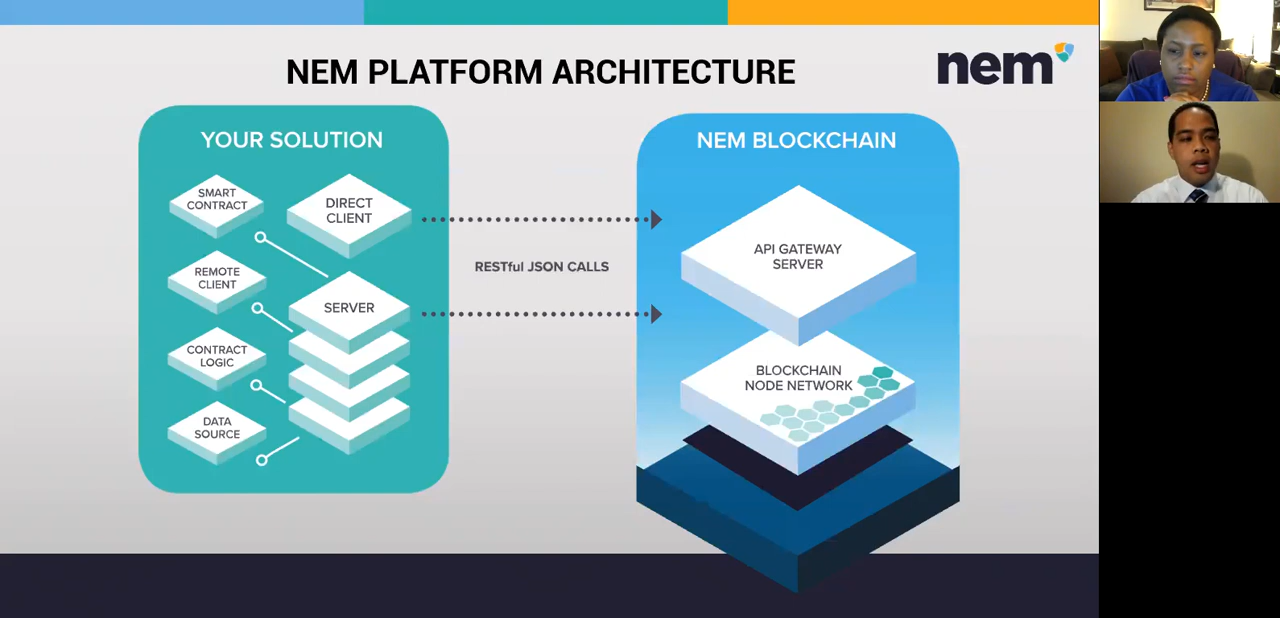 NEM PLATFORM ARCHITECTURE
nem
YOUR SOLUTION
SMART
CONTRACT
DIRECT
CLIENT
REMOTE
CLIENT
SERVER
CONTRACT
LOGIC
DATA
SOURCE
RESTful JSON CALLS
NEM BLOCKCHAIN
API GATEWAY
SERVER
BLOCKCHAIN
NODE NETWORK